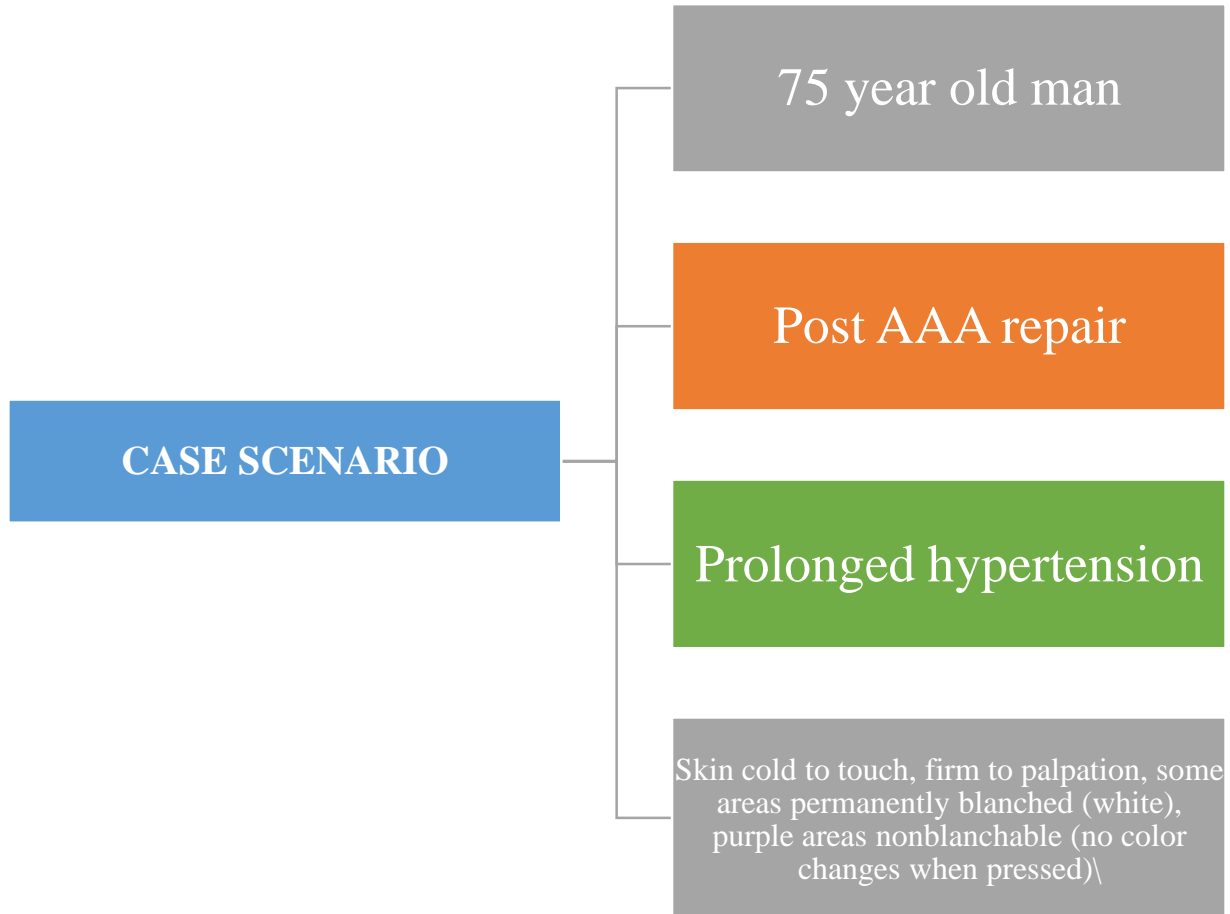 75 year old man
Post AAA repair
CASE SCENARIO
Prolonged hypertension
Skin cold to touch, firm to palpation, some
areas permanently blanched (white),
purple areas nonblanchable (no color
changes when pressed)\